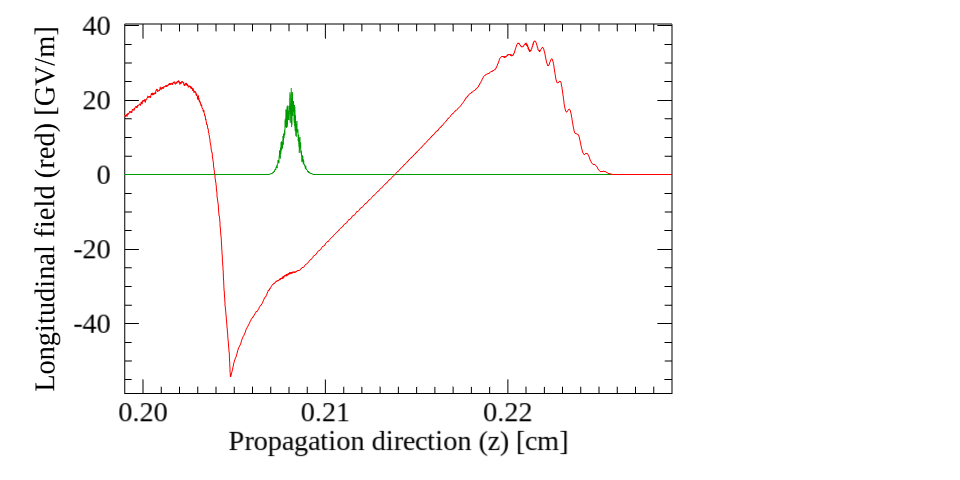 Longitudinal field (red) [GV/m]
40
20
0
-20
-40
0.20 0.21 0.22
Propagation direction (z) [cm]